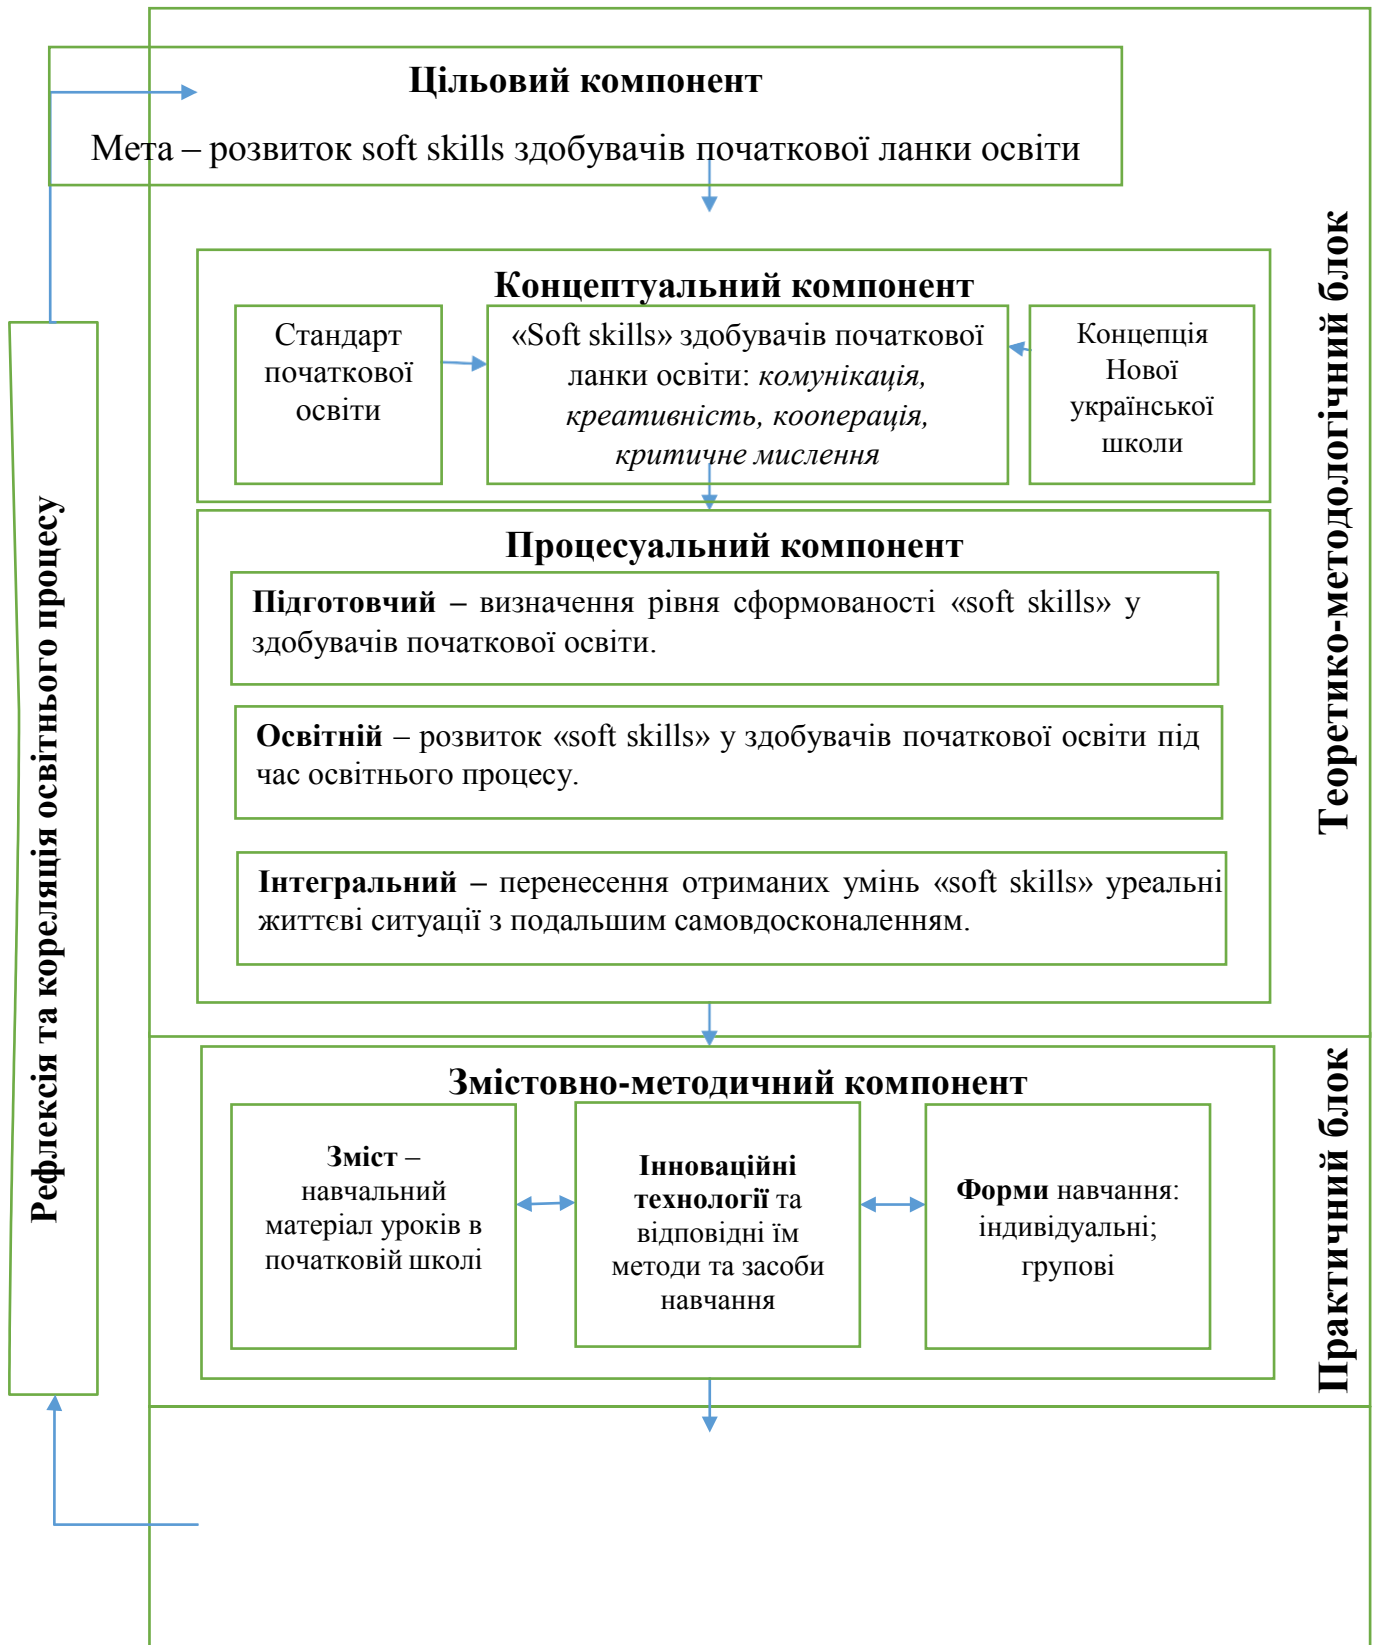 Цільовий компонент
Мета – розвиток soft skills здобувачів початкової ланки освіти
Концептуальний компонент
Стандарт
початкової
освіти
«Soft skills» здобувачів початкової
ланки освіти: комунікація,
креативність, кооперація,
критичне мислення
Концепція
Нової
української
школи
Процесуальний компонент
Підготовчий – визначення рівня сформованості «soft skills» у
здобувачів початкової освіти.
Освітній – розвиток «soft skills» у здобувачів початкової освіти під
час освітнього процесу.
Інтегральний – перенесення отриманих умінь «soft skills» уреальні
життєві ситуації з подальшим самовдосконаленням.
Теоретико-методологічний блок
Змістовно-методичний компонент
Зміст –
навчальний
матеріал уроків в
початковій школі
Інноваційні
технології та
відповідні їм
методи та засоби
навчання
Форми навчання:
індивідуальні;
групові
Практичний блок
Рефлексія та кореляція освітнього процесу